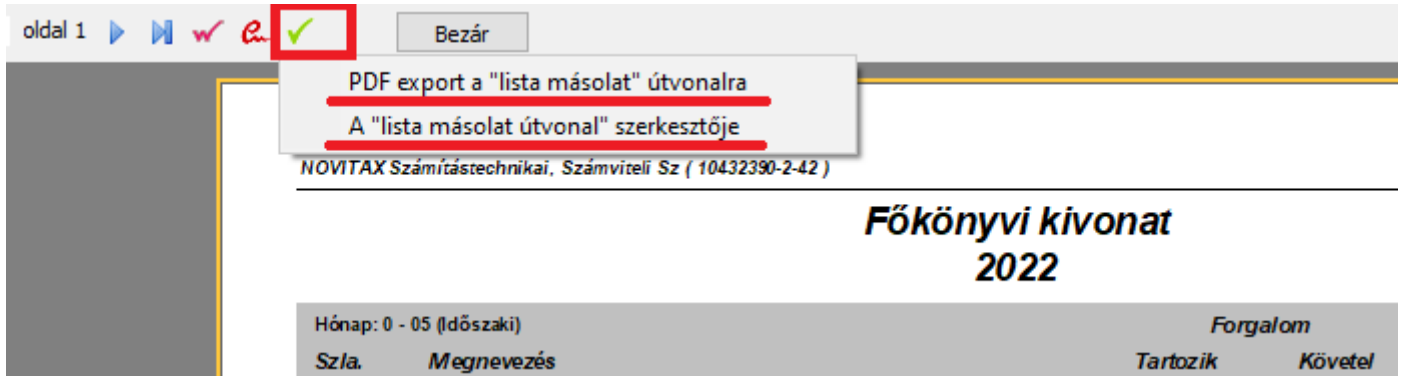 oldal 1 Bezár
PDF export a "lista másolat" útvonalra
A "lista másolat útvonal" szerkesztője
NOVITAX Számítástechnikai, Számviteli Sz ( 10432390-2-42 )
Főkönyvi kivonat
2022
Hónap: 0 - 05 (Időszaki) Forgalom
Szla. Megnevezés Tartozik Követel